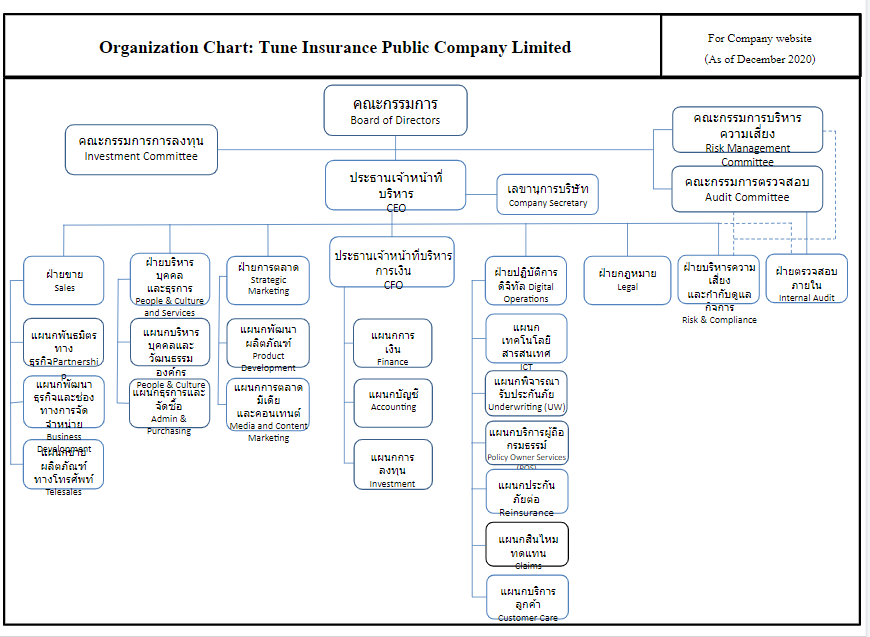 Organization Chart: Tune Insurance Public Company Limited
For Company website
(As of December 2020)
คณะกรรมการ
Board of Directors
คณะกรรมการการลงทุน
Investment Committee
คณะกรรมการบริหาร
ความเสี่ยง
Risk Management
Committee
ประธานเจ้าหน้าที่
บริหาร
CEO
เลขานุการบริษัท
Company Secretary
คณะกรรมการตรวจสอบ
Audit Committee
ฝ่ายขาย
Sales
ฝ่ายบริหาร
บุคคล
และธุรการ
People & Culture
and Services
ฝ่ายการตลาด
Strategic
Marketing
ประธานเจ้าหน้าที่บริหาร
การเงิน
CFO
ฝ่ายปฏิบัติการ
ดิจิทัล Digital
Operations
ฝ่ายกฎหมาย
Legal
ฝ่ายบริหารความ
เสี่ยง
และกำกับดูแล
กิจการ
Risk & Compliance
ฝ่ายตรวจสอบ
ภายใน
Internal Audit
แผนกพันธมิตร
ทาง
ธุรกิจPartnershi
p
แผนกพัฒนา
ธุรกิจและช่อง
ทางการจัด
จำหน่าย
Business
Development
แผนกขาย
ผลิตภัณฑ์
ทางโทรศัพท์
Telesales
แผนกบริหาร
บุคคลและ
วัฒนธรรม
องค์กร
People & Culture
แผนกธุรการและ
จัดซื้อ
Admin &
Purchasing
แผนกพัฒนา
ผลิตภัณฑ์
Product
Development
แผนกการตลาด
มีเดีย
และคอนเทนต์
Media and Content
Marketing
แผนกการ
เงิน
Finance
แผนกบัญชี
Accounting
แผนกการ
ลงทุน
Investment
แผนก
เทคโนโลยี
สารสนเทศ
ICT
แผนกพิจารณา
รับประกันภัย
Underwriting (UW)
แผนกบริการผู้ถือ
กรมธรรม์
Policy Owner Services
(POS)
แผนกประกัน
ภัยต่อ
Reinsurance
แผนกสินไหม
ทดแทน
Claims
แผนกบริการ
ลูกค้า
Customer Care